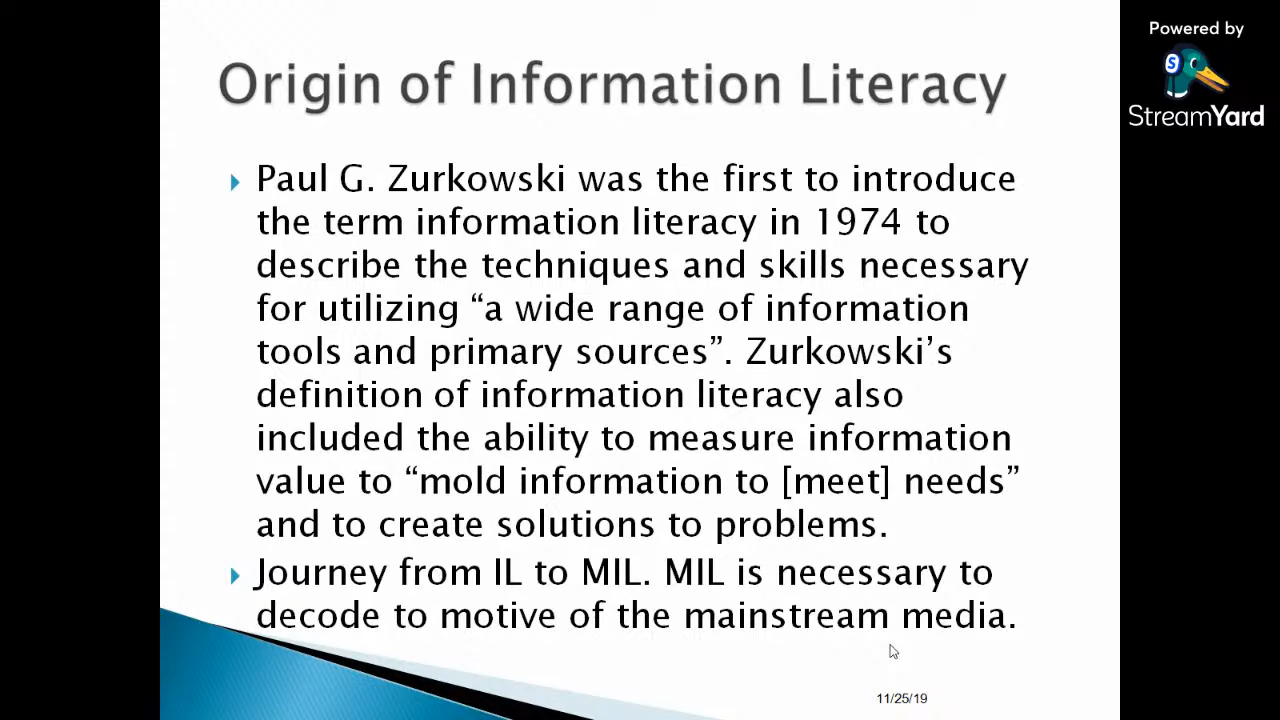 Powered by
S
StreamYard
Origin of Information Literacy
Paul G. Zurkowski was the first to introduce
the term information literacy in 1974 to
describe the techniques and skills necessary
for utilizing “a wide range of information
tools and primary sources”. Zurkowski’s
definition of information literacy also
included the ability to measure information
value to “mold information to [meet] needs”
and to create solutions to problems.
Journey from IL to MIL. MIL is necessary to
decode to motive of the mainstream media.
11/25/19